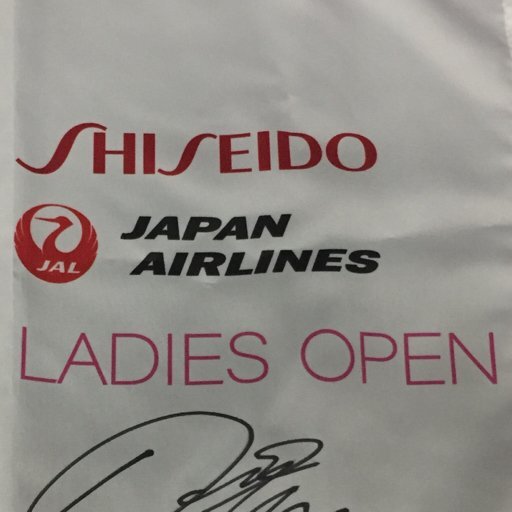 SHISEIDO
JAL
JAPAN
AIRLINES
LADIES OPEN